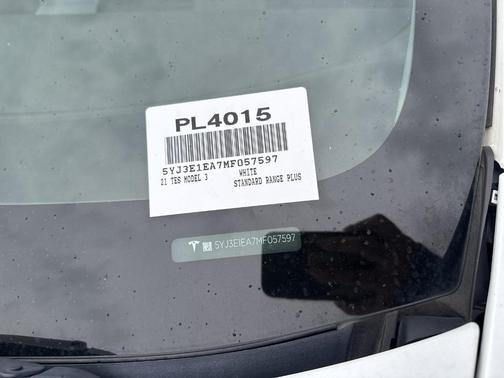 PL4015
5YJ3E1EA7MF057597
21 TES MODEL 3 WHITE
STANDARD RANGE PLUS
5YJ3E1EA7MF057597